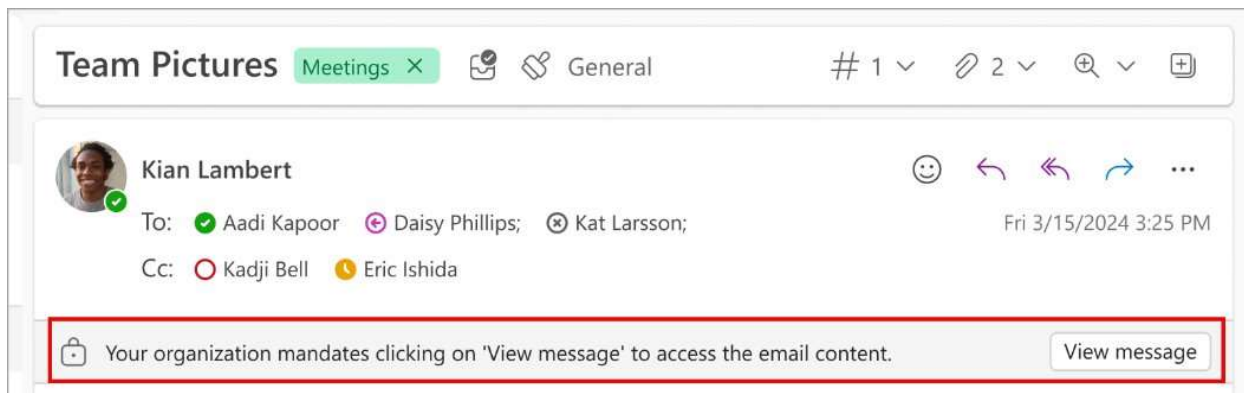 Team Pictures Meetings × General # 1 2
Kian Lambert
To: Aadi Kapoor Daisy Phillips; Kat Larsson; Fri 3/15/2024 3:25 PM
Cc: Kadji Bell Eric Ishida
Your organization mandates clicking on 'View message' to access the email content. View message